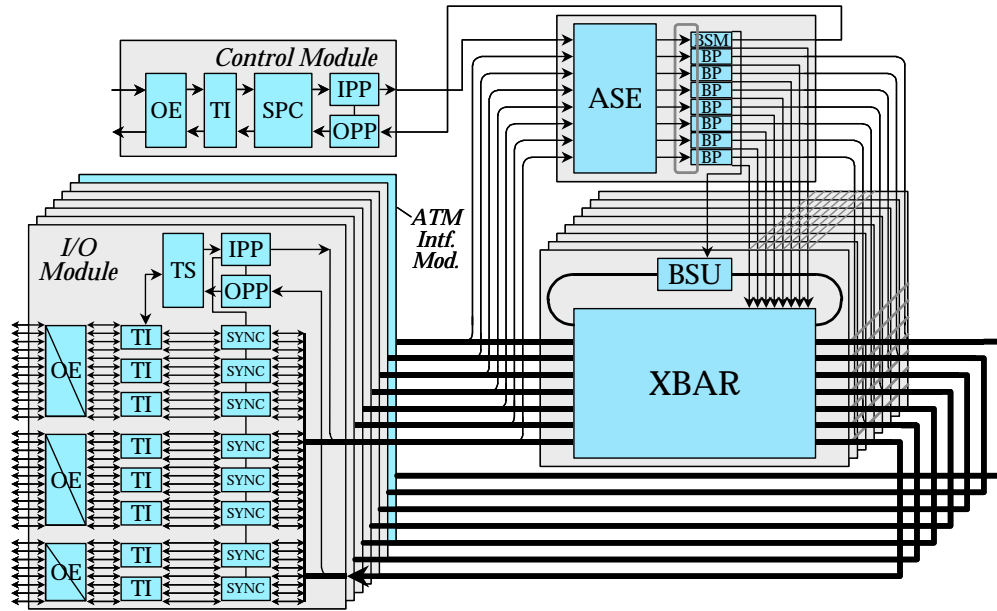 Control Module
OE
TI
SPC
IPP
OPP
ASE
BSM
BP
BP
BP
BP
BP
BP
BP
ATM
Intf.
Mod.
I/O
Module
TS
IPP
OPP
BSU
XBAR
OE
TI
SYNC
TI
SYNC
TI
SYNC
OE
TI
SYNC
TI
SYNC
TI
SYNC
OE
TI
SYNC
TI
SYNC